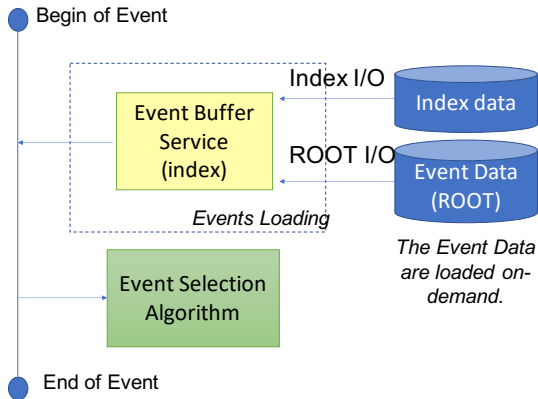 Begin of Event
Index I/O
Index data
Event Buffer
Service
(index)
ROOT I/O
Event Data
(ROOT)
Events Loading
The Event Data
are loaded on-
demand.
Event Selection
Algorithm
End of Event